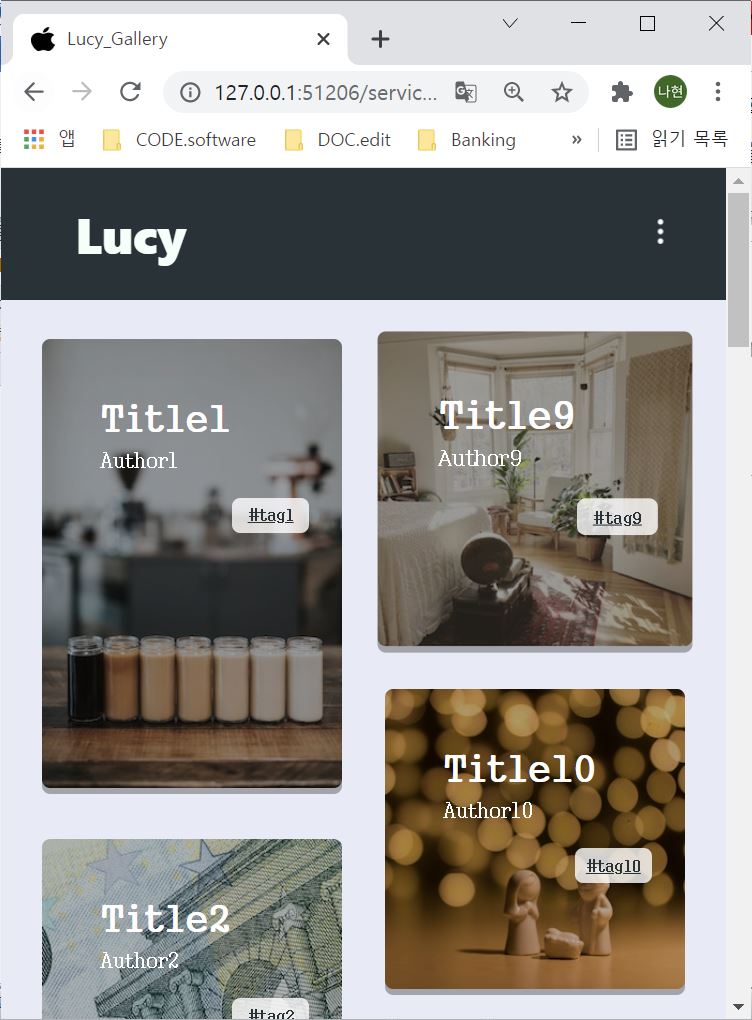 Lucy_Gallery
127.0.0.1:51206/servic...
나현
앱 CODE.software DOC.edit Banking » 읽기 목록
Lucy
Title1
Author1
#tag1
Title2
Author2
#tag2
Title9
Author9
#tag9
Title10
Author10
#tag10